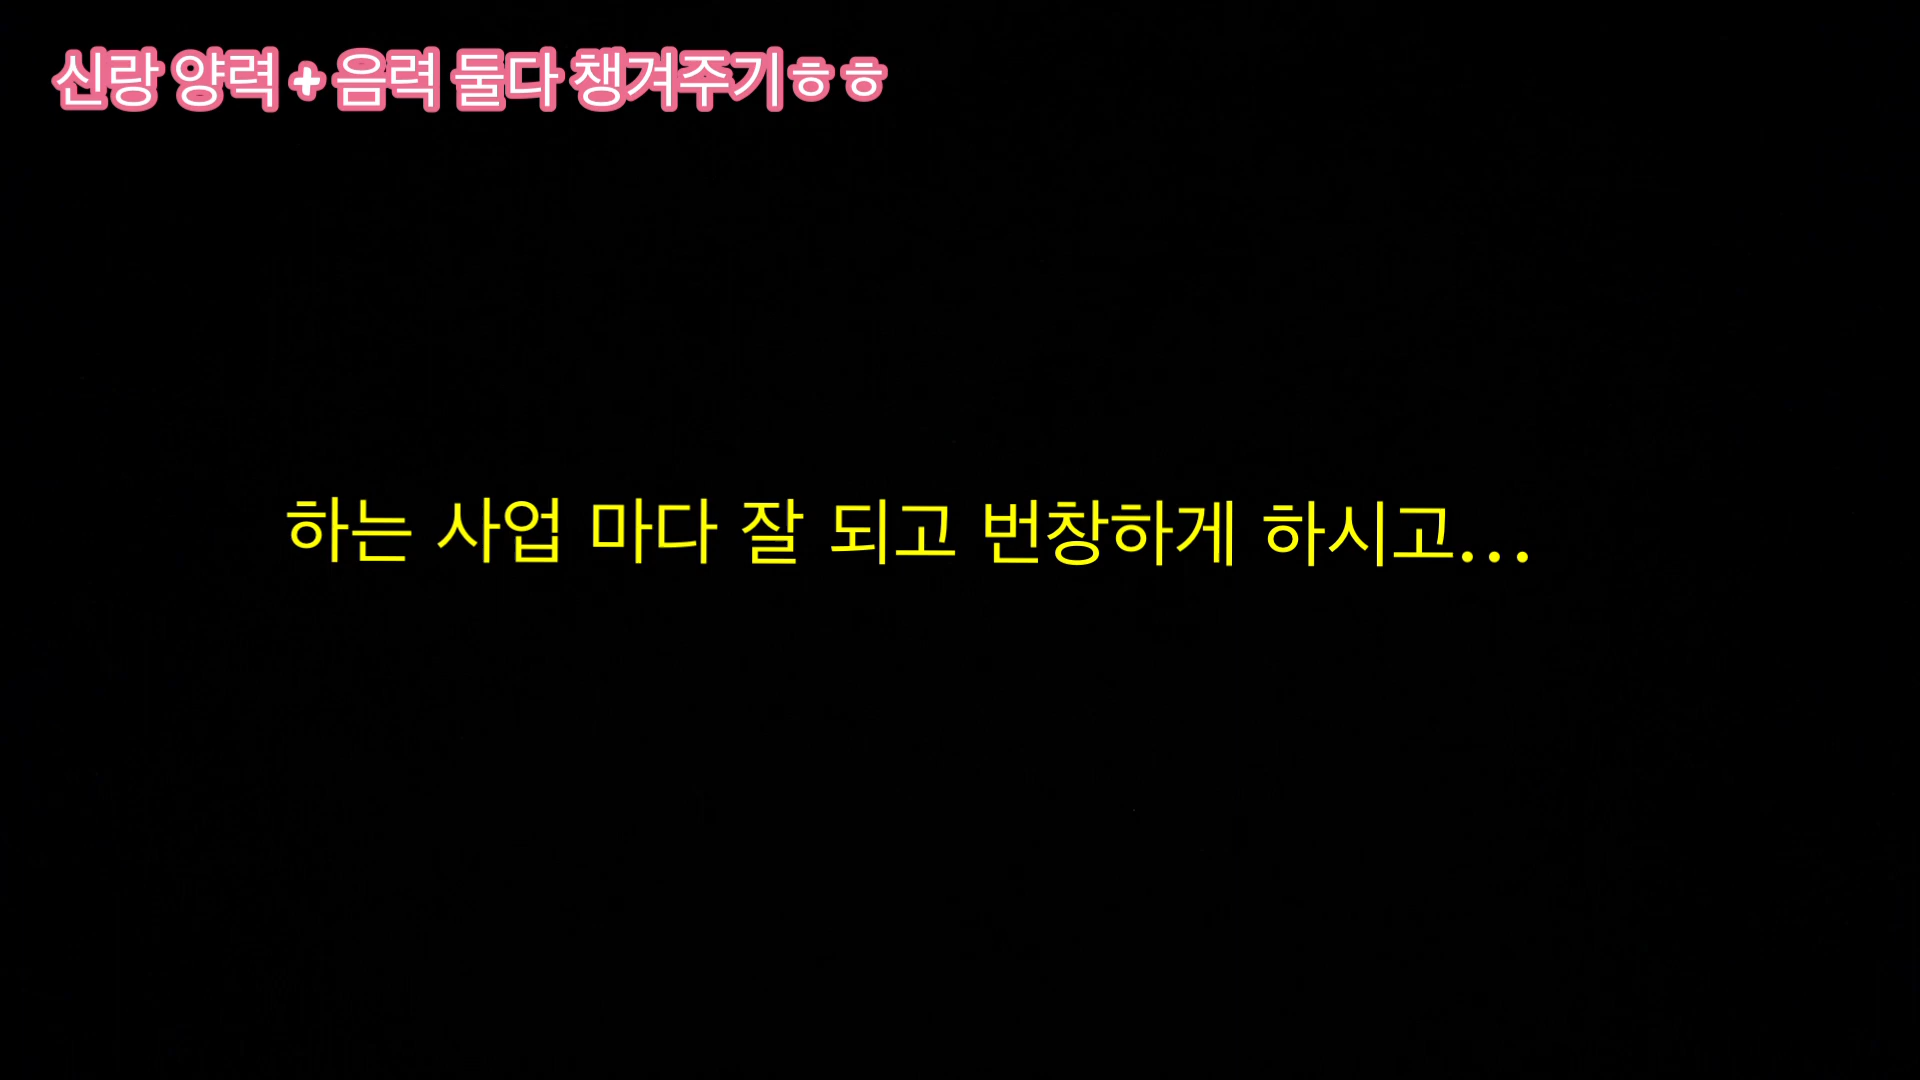 신랑 양력 + 음력 둘다 챙겨주기ㅎㅎ
하는 사업 마다 잘 되고 번창하게 하시고...